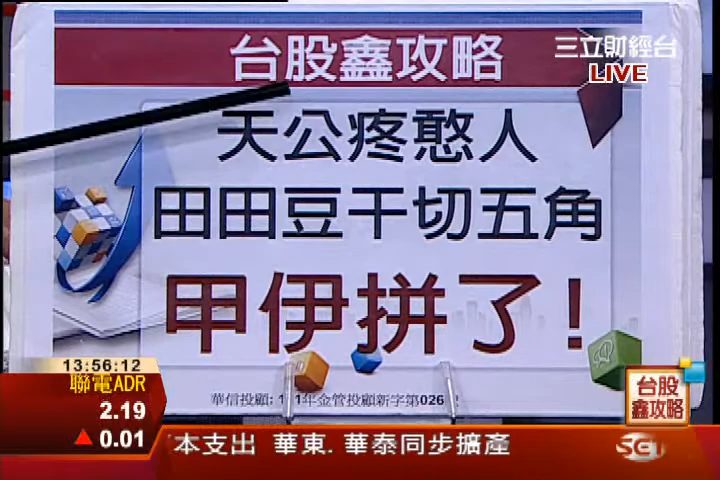 台股鑫攻略
三立財經台
LIVE
天公疼憨人
田田豆干切五角
甲伊拼了!
華信投顧: 1 1年金管投顧新字第026
13:56:12
聯電ADR
2.19
▲ 0.01
本支出 華東. 華泰同步擴產
台股
鑫攻略
SET